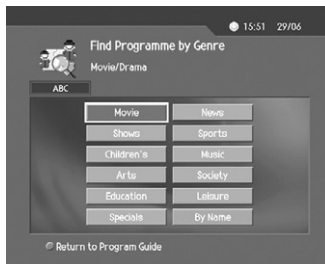 15:51 29/06
Find Programme by Genre
Movie/Drama
ABC
Movie News
Shows Sports
Children's Music
Arts Society
Education Leisure
Specials By Name
Return to Program Guide